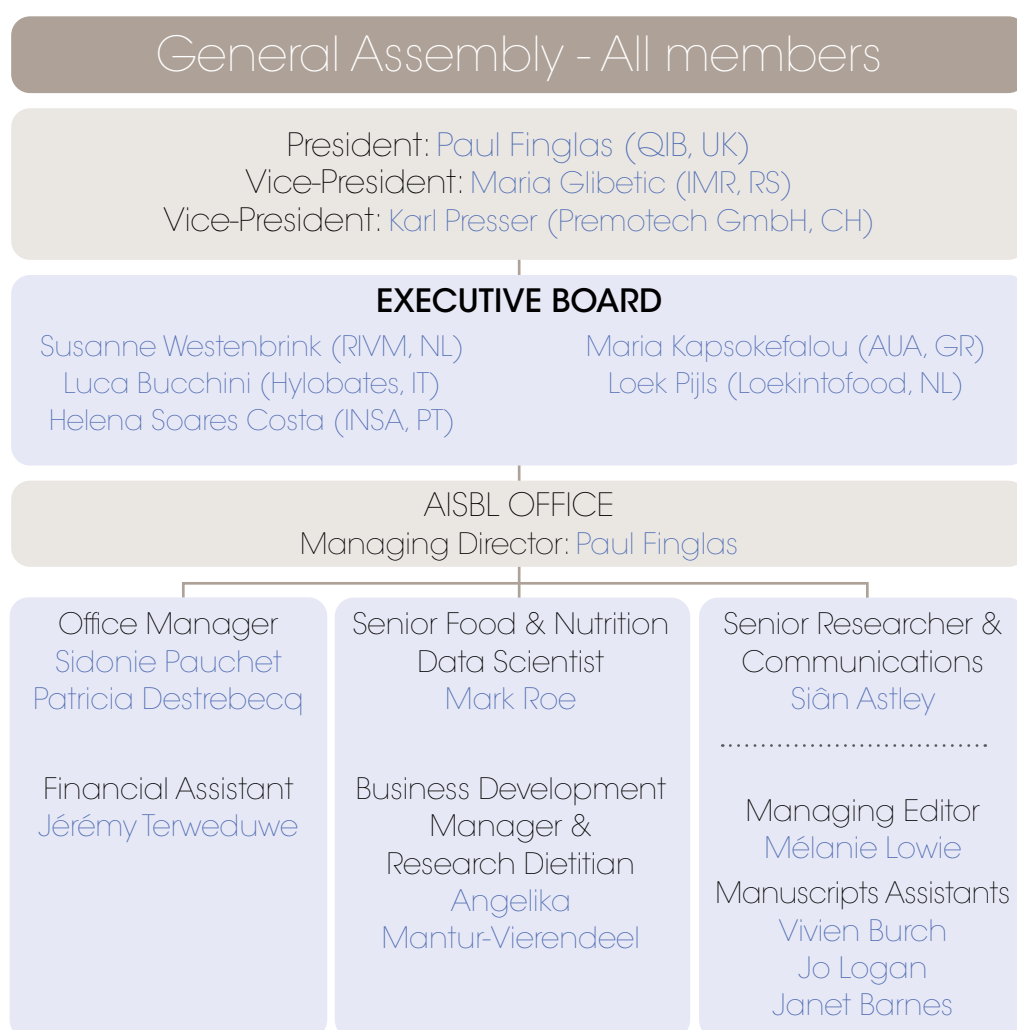 General Assembly - All members
President: Paul Finglas (QIB, UK)
Vice-President: Maria Glibetic (IMR, RS)
Vice-President: Karl Presser (Premotech GmbH, CH)
EXECUTIVE BOARD
Susanne Westenbrink (RIVM, NL)
Luca Bucchini (Hylobates, IT)
Helena Soares Costa (INSA, PT)
Maria Kapsokefalou (AUA, GR)
Loek Pijls (Loekintofood, NL)
AISBL OFFICE
Managing Director: Paul Finglas
Office Manager
Sidonie Pauchet
Patricia Destrebecq
Financial Assistant
Jérémy Terweduwe
Senior Food & Nutrition
Data Scientist
Mark Roe
Business Development
Manager &
Research Dietitian
Angelika
Mantur-Vierendeel
Senior Researcher &
Communications
Siân Astley
Managing Editor
Mélanie Lowie
Manuscripts Assistants
Vivien Burch
Jo Logan
Janet Barnes